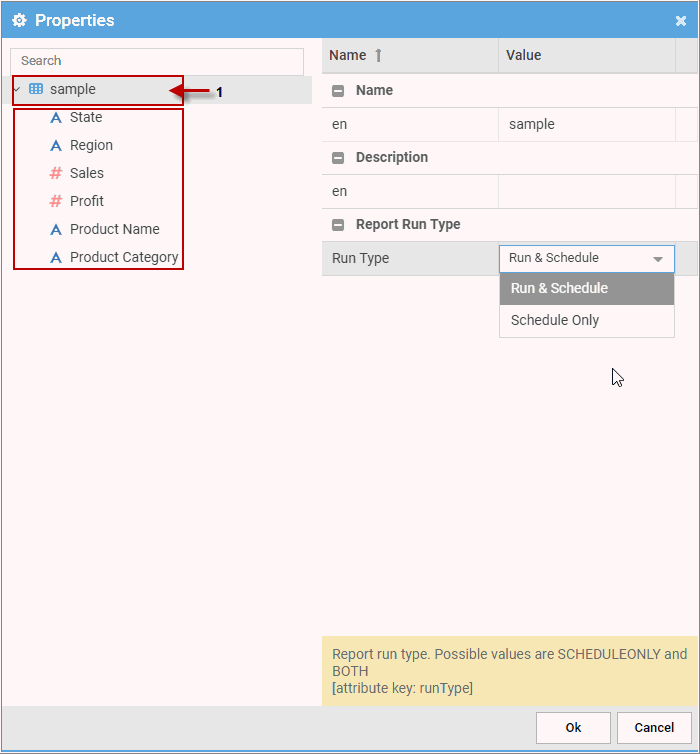 Properties
Search
sample
1
State
Region
Sales
Profit
Product Name
Product Category
Name Value
Name
en sample
Description
en
Report Run Type
Run Type Run & Schedule
Run & Schedule
Schedule Only
Report run type. Possible values are SCHEDULEONLY and
BOTH
[attribute key: runType]
Ok Cancel